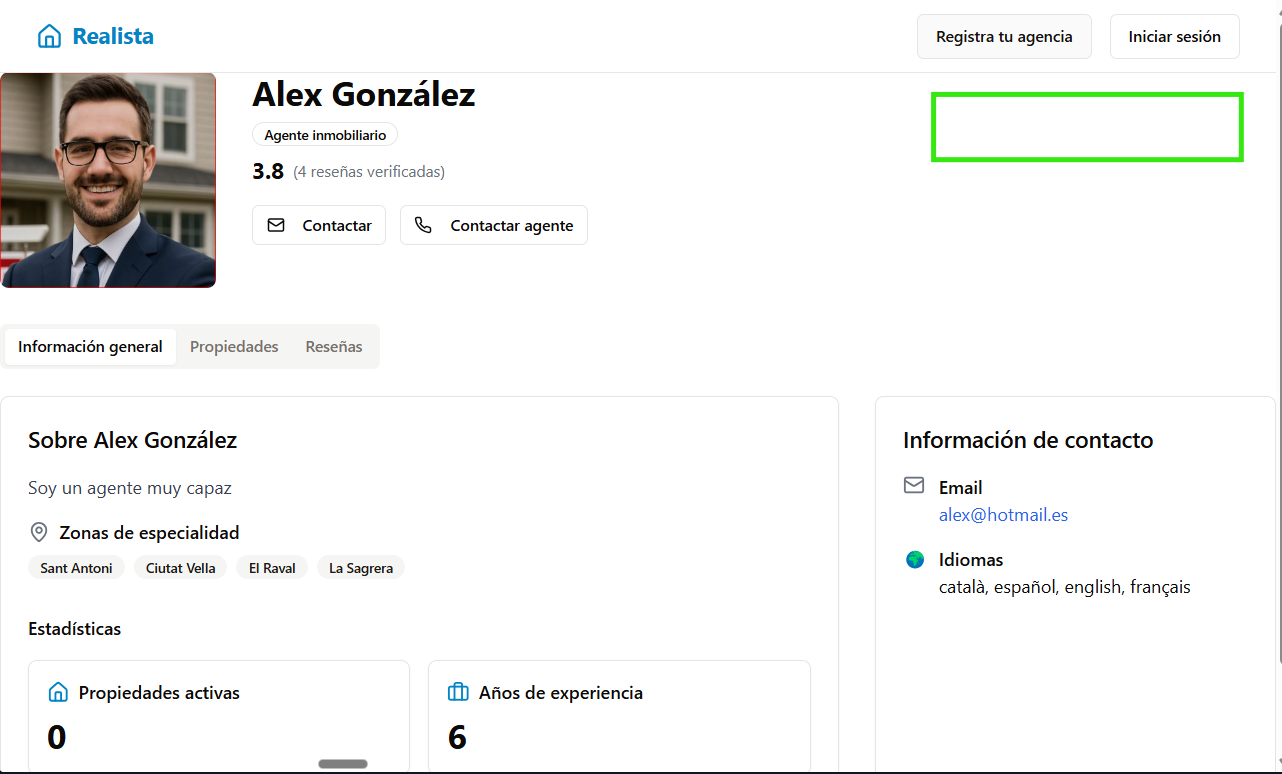 Realista
Registra tu agencia
Iniciar sesión
Alex González
Agente inmobiliario
3.8 (4 reseñas verificadas)
Contactar
Contactar agente
Información general
Propiedades
Reseñas
Sobre Alex González
Soy un agente muy capaz
Zonas de especialidad
Sant Antoni
Ciutat Vella
El Raval
La Sagrera
Estadísticas
Propiedades activas
0
Años de experiencia
6
Información de contacto
Email
alex@hotmail.es
Idiomas
català, español, english, français